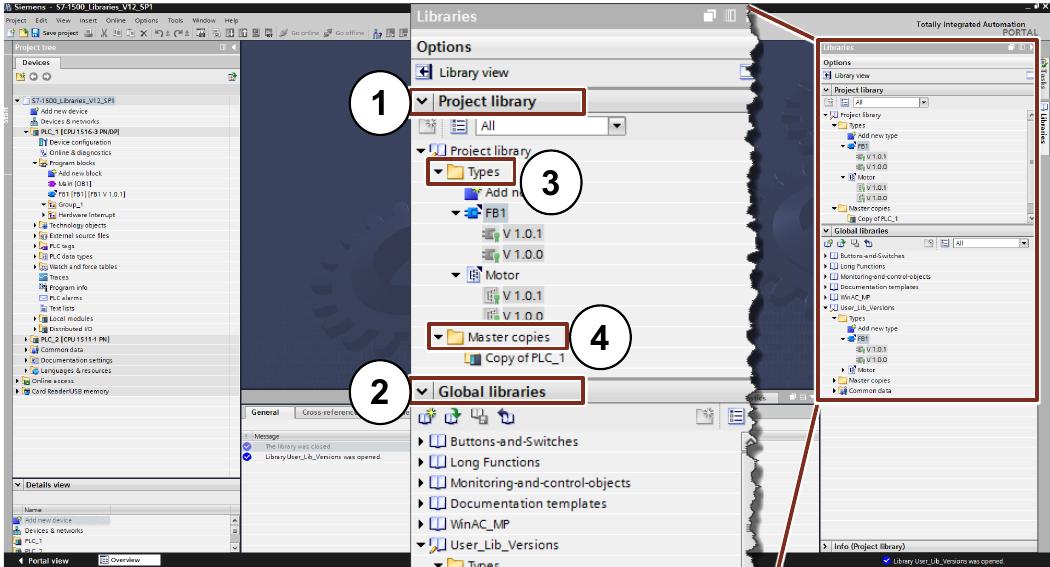 Siemens - S7-1500_Libraries_V12_SP1
Project Edit View Insert Online Options Tools Window Help
Save project
Go online
Go offline
Totally Integrated Automation
PORTAL
Project tree
Devices
S7-1500_Libraries_V12_SP1
Add new device
Devices & networks
PLC_1 [CPU 1516-3 PN/DP]
Device configuration
Online & diagnostics
Program blocks
Add new block
Main [OB1]
FB1 [FB1] [FB1 V 1.0.1]
Group_1
Hardware Interrupt
Technology objects
External source files
PLC tags
PLC data types
Watch and force tables
Traces
Program info
PLC alarms
Text lists
Local modules
Distributed I/O
PLC_2 [CPU 1511-1 PN]
Common data
Documentation settings
Languages & resources
Online access
Card Reader/USB memory
Details view
Name
Add new device
Devices & networks
PLC_1
PLC_2
Portal view
Overview
General
Cross-reference
Message
The library was closed.
Library User_Lib_Versions was opened.
Libraries
Options
Library view
1
Project library
All
Project library
Types
3
FB1
V 1.0.1
V 1.0.0
Motor
V 1.0.1
V 1.0.0
Master copies
4
Copy of PLC_1
2
Global libraries
Buttons-and-Switches
Long Functions
Monitoring-and-control-objects
Documentation templates
WinAC_MP
User_Lib_Versions
Types
Libraries
Options
Library view
Project library
All
Project library
Types
Add new type
FB1
V 1.0.1
V 1.0.0
Motor
V 1.0.1
V 1.0.0
Master copies
Copy of PLC_1
Global libraries
All
Buttons-and-Switches
Long Functions
Monitoring-and-control-objects
Documentation templates
WinAC_MP
User_Lib_Versions
Types
Add new type
FB1
V 1.0.1
V 1.0.0
Motor
Master copies
Common data
Info (Project library)
Library User_Lib_Versions was opened.
Tasks
Libraries